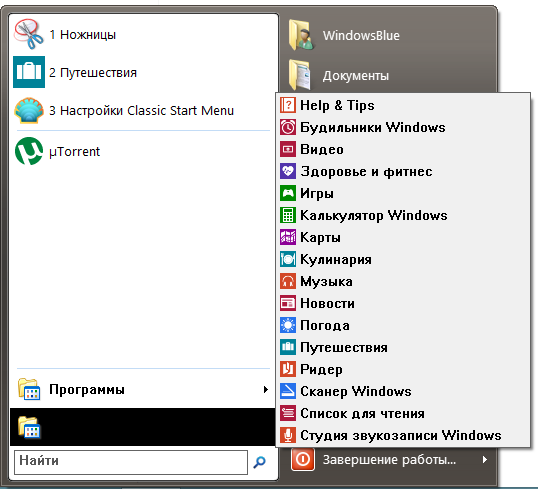 1 Ножницы
2 Путешествия
3 Настройки Classic Start Menu
µTorrent
Программы
Найти
WindowsBlue
Документы
Help & Tips
Будильники Windows
Видео
Здоровье и фитнес
Игры
Калькулятор Windows
Карты
Кулинария
Музыка
Новости
Погода
Путешествия
Ридер
Сканер Windows
Список для чтения
Студия звукозаписи Windows
Завершение работы...